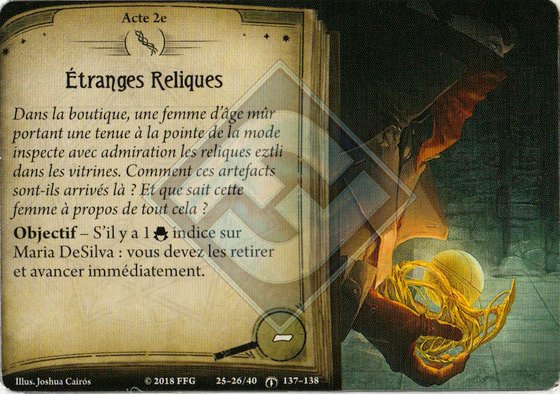 Acte 2e
Étranges Reliques
Dans la boutique, une femme d'âge mûr
portant une tenue à la pointe de la mode
inspecte avec admiration les reliques eztli
dans les vitrines. Comment ces artefacts
sont-ils arrivés là ? Et que sait cette
femme à propos de tout cela ?
Objectif – S'il y a 1 indice sur
Maria DeSilva : vous devez les retirer
et avancer immédiatement.
-
Illus. Joshua Cairós © 2018 FFG 25-26/40 137-138